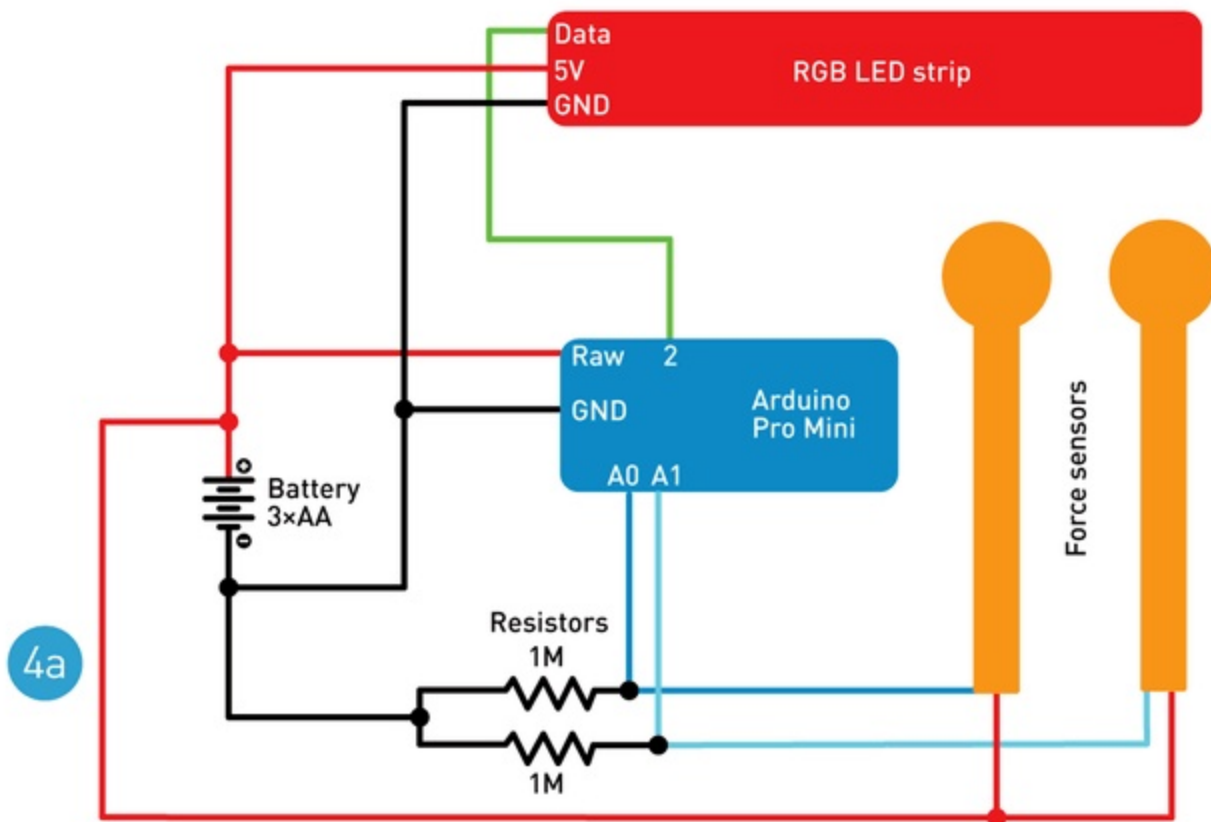 Data
5V
GND
RGB LED strip
Raw
2
GND
Arduino
Pro Mini
A0 A1
Battery
3×AA
Force sensors
4a
Resistors
1M
1M